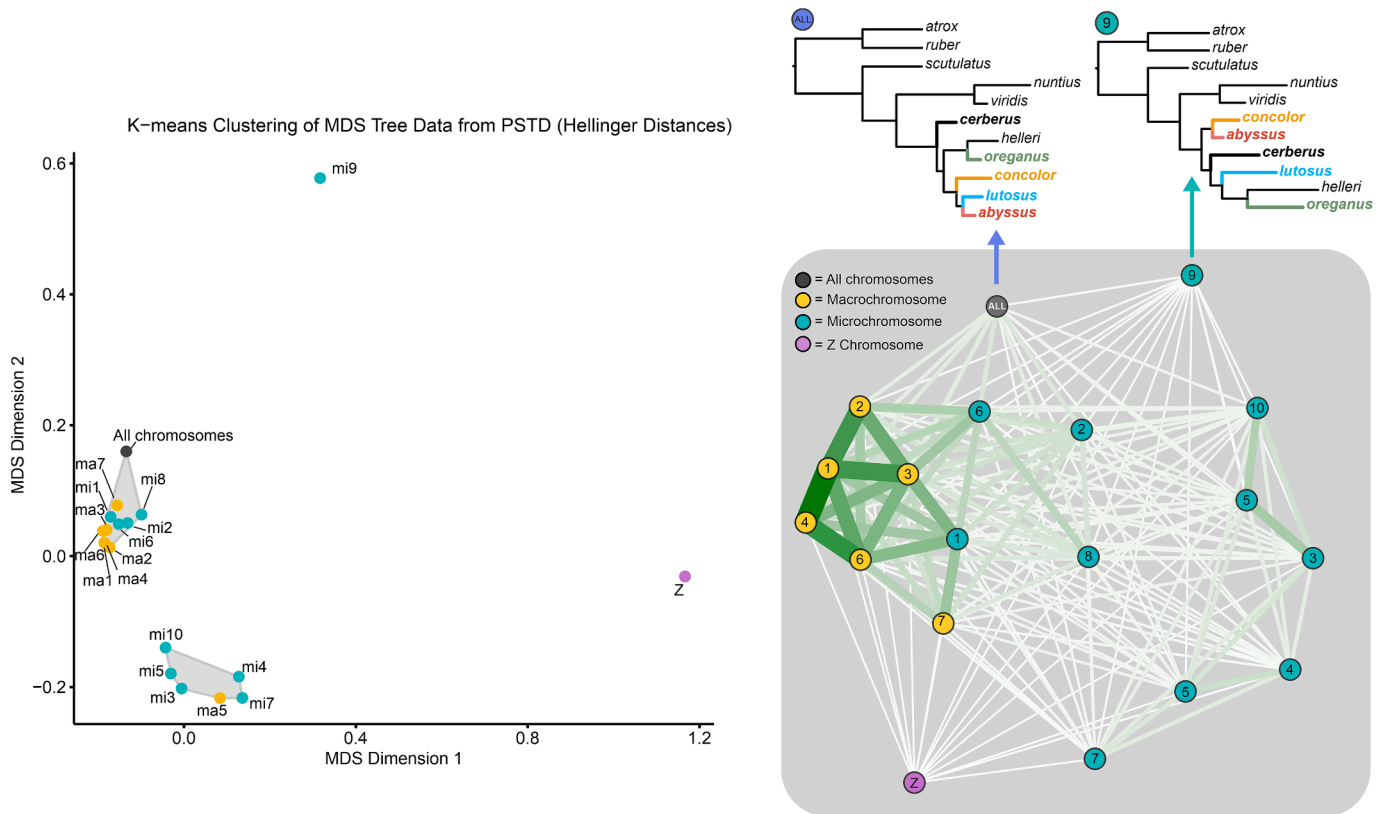 K−means Clustering of MDS Tree Data from PSTD (Hellinger Distances)
MDS Dimension 2
0.6
0.4
0.2
0.0
−0.2
mi9
All chromosomes
ma7
mi1
mi8
ma3
mi2
mi6
ma6
ma2
ma1
ma4
Z
mi10
mi5
mi4
mi3
ma5
mi7
0.0
0.4
0.8
1.2
MDS Dimension 1
ALL
atrox
ruber
scutulatus
nuntius
viridis
cerberus
helleri
oreganus
concolor
lutosus
abyssus
9
atrox
ruber
scutulatus
nuntius
viridis
concolor
abyssus
cerberus
lutosus
helleri
oreganus
= All chromosomes
= Macrochromosome
= Microchromosome
= Z Chromosome
9
ALL
2
6
10
2
1
3
5
4
1
6
8
3
7
4
5
7
Z